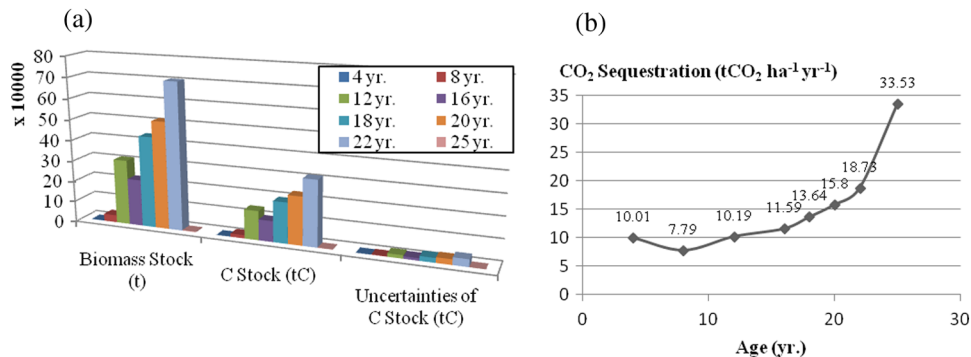 (a)
x 10000
80
70
60
50
40
30
20
10
0
4 yr. 8 yr.
12 yr. 16 yr.
18 yr. 20 yr.
22 yr. 25 yr.
Biomass Stock
(t)
C Stock (tC)
Uncertainties of
C Stock (tC)
(b)
CO₂ Sequestration (tCO₂ ha⁻¹ yr⁻¹)
35
30
25
20
15
10
5
0
10.01
7.79
10.19
11.59
13.64
15.8
18.73
33.53
0 10 20 30
Age (yr.)